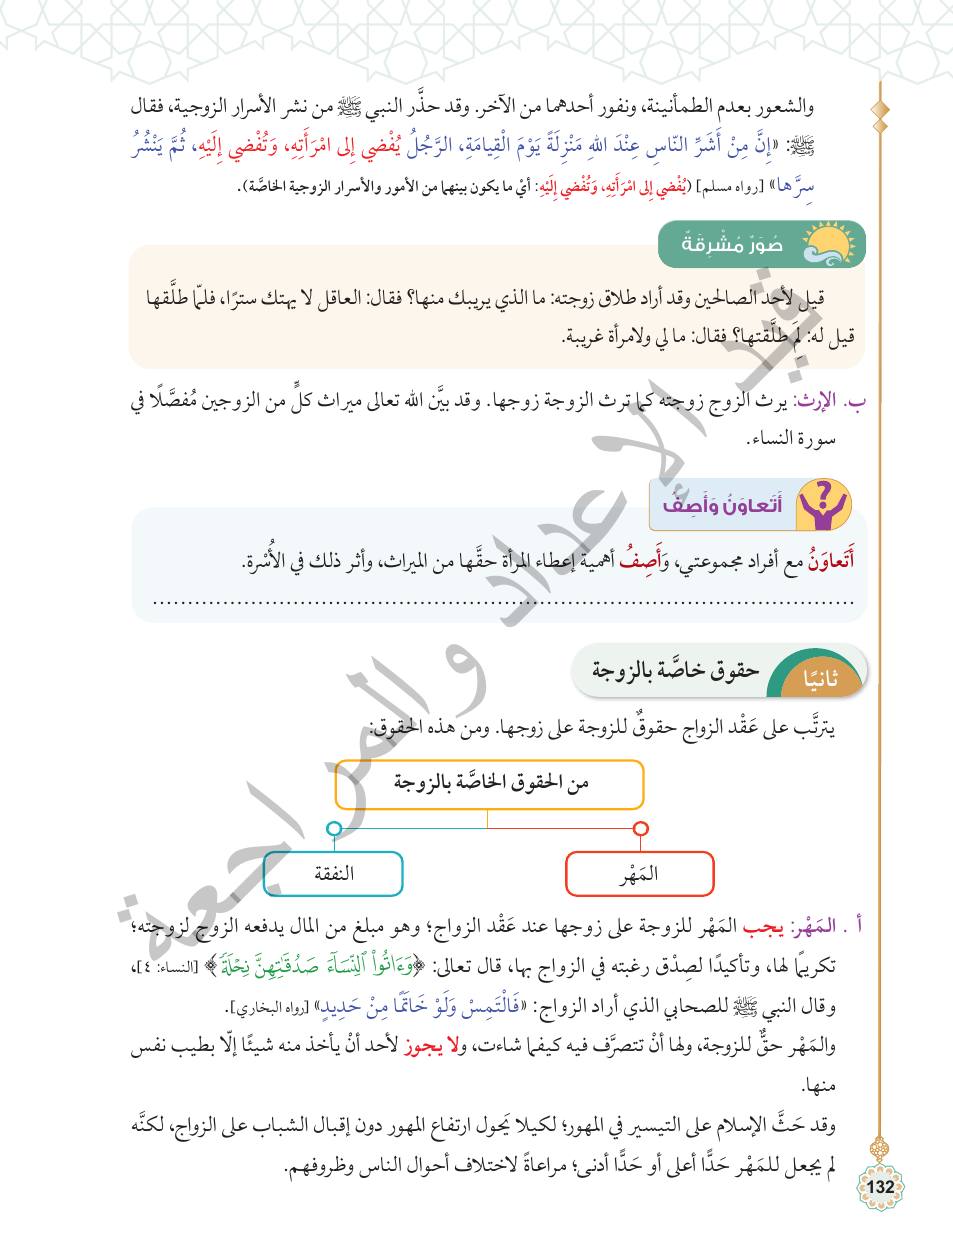 والشعور بعدم الطمأنينة، ونفور أحدهما من الآخر. وقد حذَّر النبي ﷺ من نشر الأسرار الزوجية، فقال
ﷺ: «إِنَّ مِنْ أَشَرِّ النّاسِ عِنْدَ اللهِ مَنْزِلَةً يَوْمَ الْقِيامَةِ، الرَّجُلُ يُفْضي إِلى امْرَأَتِهِ، وَتُفْضي إِلَيْهِ، ثُمَّ يَنْشُرُ
سِرَّها» [رواه مسلم] (يُفْضي إِلى امْرَأَتِهِ، وَتُفْضي إِلَيْهِ: أيْ ما يكون بينهما من الأمور والأسرار الزوجية الخاصَّة).
صُوَرٌ مُشْرِقَةٌ
قيل لأحد الصالحين وقد أراد طلاق زوجته: ما الذي يريبك منها؟ فقال: العاقل لا يهتك سترًا، فلمّا طلَّقها
قيل له: لِمَ طلَّقتها؟ فقال: ما لي ولامرأة غريبة.
ب. الإرث: يرث الزوج زوجته كما ترث الزوجة زوجها. وقد بيَّن الله تعالى ميراث كلٍّ من الزوجين مُفصَّلًا في
سورة النساء.
أَتَعاوَنُ وَأَصِفُ
أَتَعاوَنُ مع أفراد مجموعتي، وَأَصِفُ أهمية إعطاء المرأة حقَّها من الميراث، وأثر ذلك في الأُسْرة.
....................................................................................................
ثانيًا
حقوق خاصَّة بالزوجة
يترتَّب على عَقْد الزواج حقوقٌ للزوجة على زوجها. ومن هذه الحقوق:
من الحقوق الخاصَّة بالزوجة
المَهْر
النفقة
أ . المَهْر: يجب المَهْر للزوجة على زوجها عند عَقْد الزواج؛ وهو مبلغ من المال يدفعه الزوج لزوجته؛
تكريمًا لها، وتأكيدًا لصِدْق رغبته في الزواج بها، قال تعالى: ﴿وَءَاتُواْ ٱلنِّسَآءَ صَدُقَٰتِهِنَّ نِحۡلَةٗ﴾ [النساء: ٤]،
وقال النبي ﷺ للصحابي الذي أراد الزواج: «فَالْتَمِسْ وَلَوْ خَاتَمًا مِنْ حَدِيدٍ» [رواه البخاري].
والمَهْر حقٌّ للزوجة، ولها أنْ تتصرَّف فيه كيفما شاءت، ولا يجوز لأحد أنْ يأخذ منه شيئًا إلّا بطيب نفس
منها.
وقد حَثَّ الإسلام على التيسير في المهور؛ لكيلا يَحول ارتفاع المهور دون إقبال الشباب على الزواج، لكنَّه
لم يجعل للمَهْر حَدًّا أعلى أو حَدًّا أدنى؛ مراعاةً لاختلاف أحوال الناس وظروفهم.
132
قيد الإعداد والمراجعة